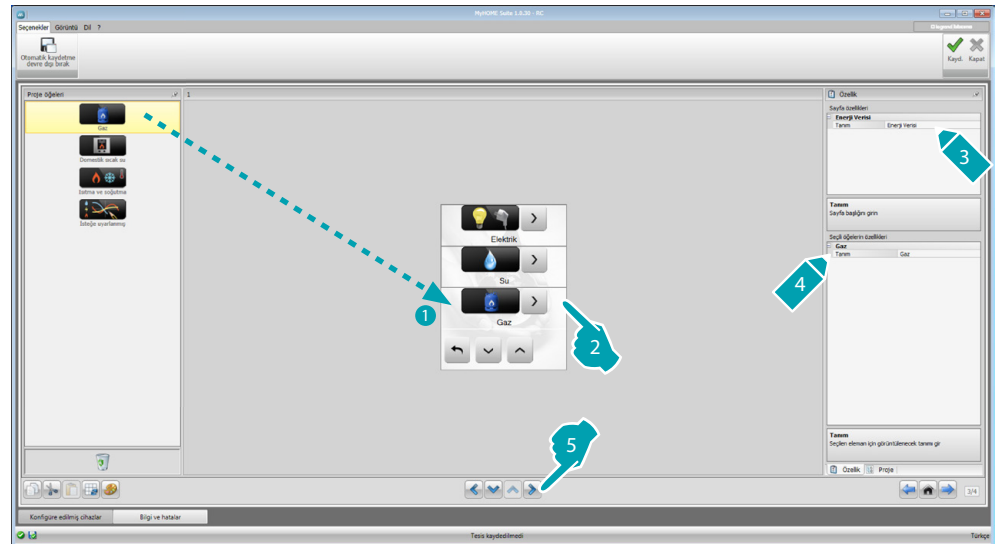 MyHOME Suite 1.0.30 - RC
Seçenekler Görüntü Dil ?
Otomatik kaydetme
devre dışı bırak
Kayd. Kapat
Proje öğeleri
1
Özellik
Gaz
Domestik sıcak su
Isıtma ve soğutma
İsteğe uyarlanmış
Elektrik
Su
Gaz
1
2
Sayfa özellikleri
Enerji Verisi
Tanım Enerji Verisi
3
Tanım
Sayfa başlığını girin
Seçili öğelerin özellikleri
Gaz
Tanım Gaz
4
Tanım
Seçilen eleman için görüntülenecek tanımı gir
Özellik Proje
5
3/4
Konfigüre edilmiş cihazlar Bilgi ve hatalar
Tesis kaydedilmedi
Türkçe